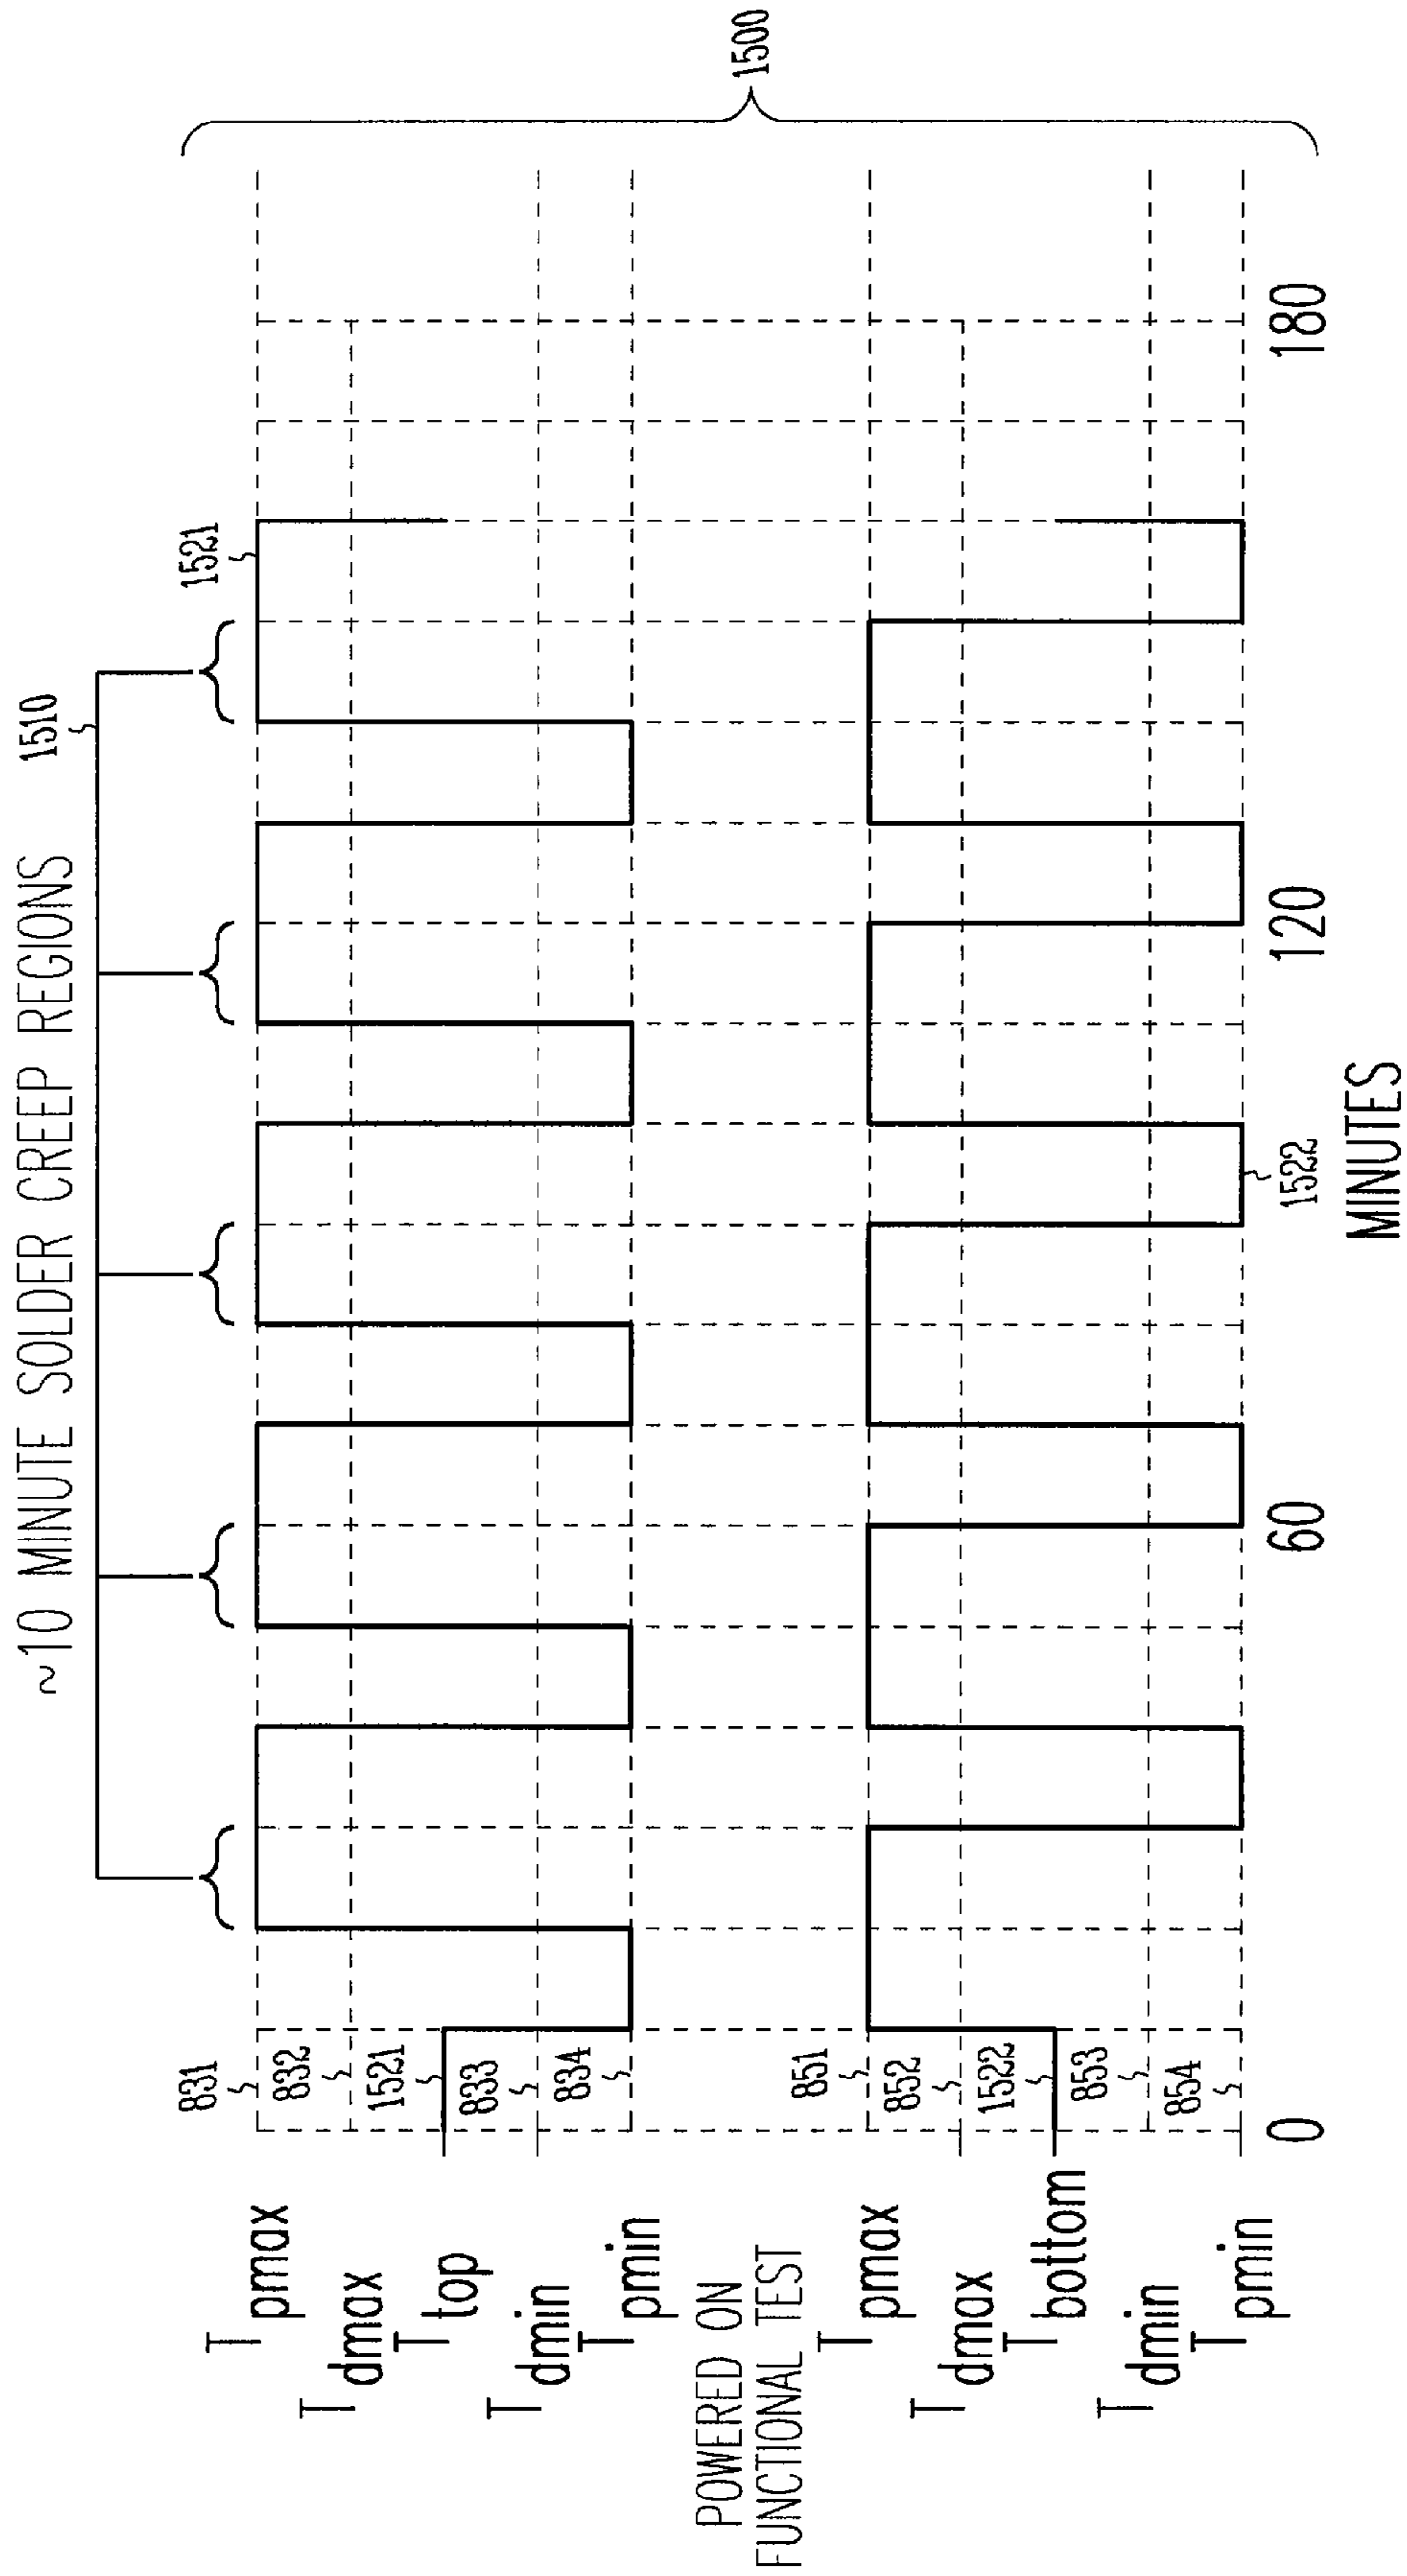 ~10 MINUTE SOLDER CREEP REGIONS
1510
1521
1500
T pmax
831
T dmax
832
T top
1521
T dmin
833
T pmin
834
POWERED ON
FUNCTIONAL TEST
T pmax
851
T dmax
852
T bottom
1522
T dmin
853
T pmin
854
1522
0
60
120
180
MINUTES